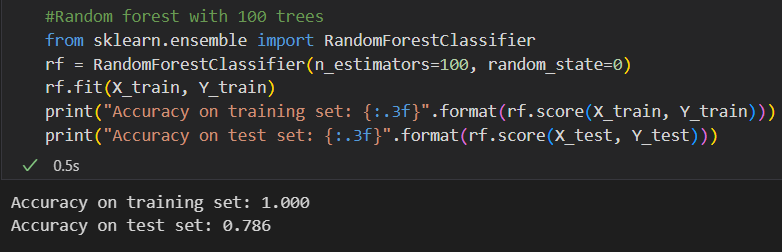 #Random forest with 100 trees
from sklearn.ensemble import RandomForestClassifier
rf = RandomForestClassifier(n_estimators=100, random_state=0)
rf.fit(X_train, Y_train)
print("Accuracy on training set: {:.3f}".format(rf.score(X_train, Y_train)))
print("Accuracy on test set: {:.3f}".format(rf.score(X_test, Y_test)))
✓ 0.5s
Accuracy on training set: 1.000
Accuracy on test set: 0.786